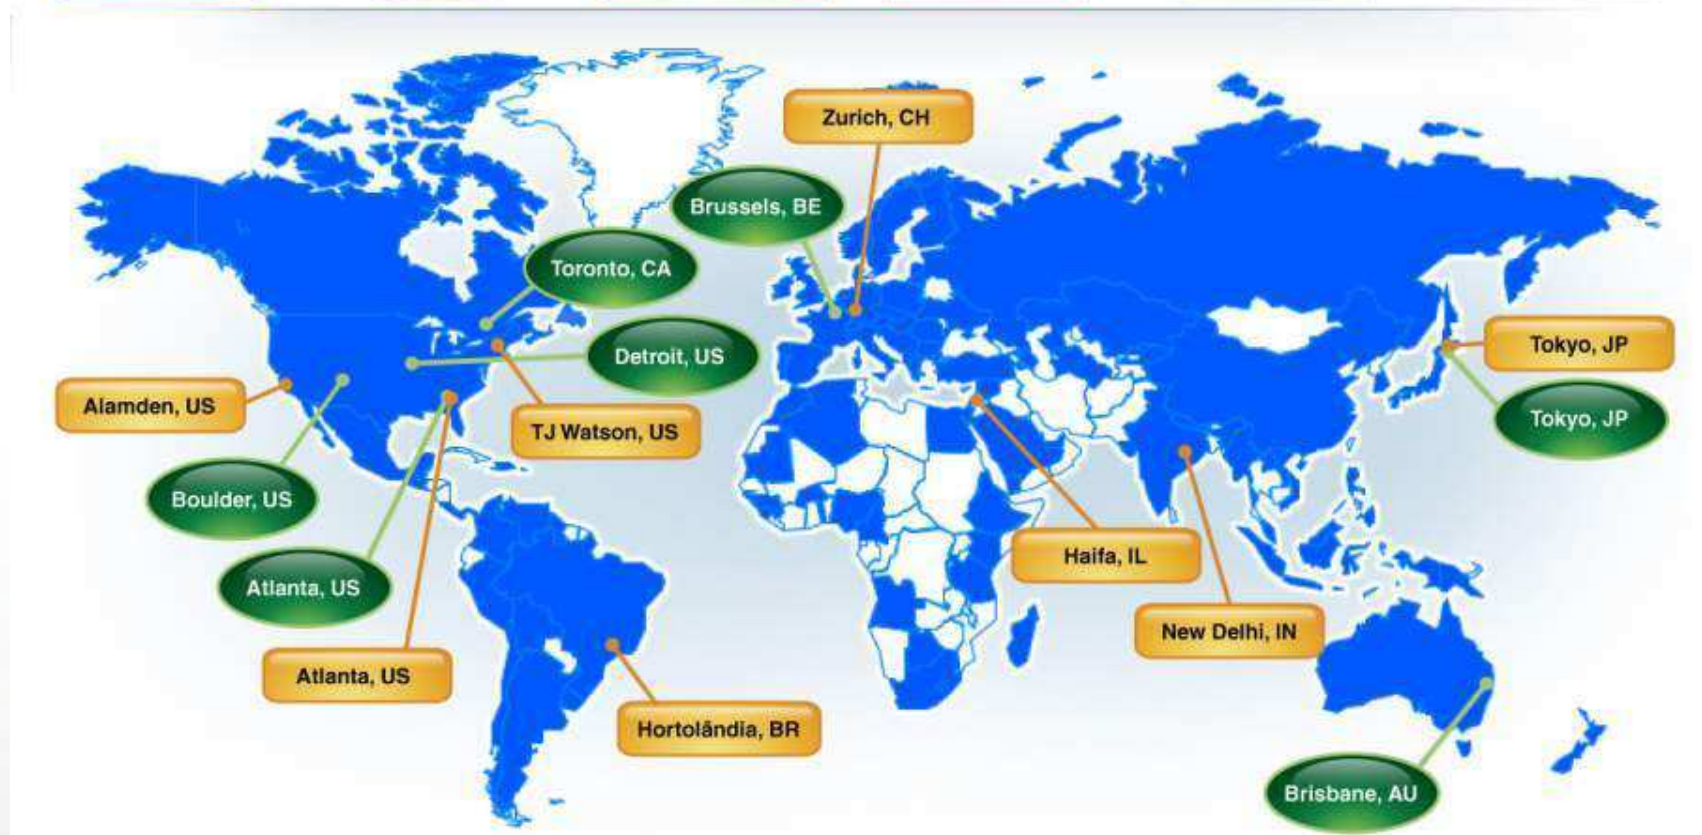 Zurich, CH
Brussels, BE
Toronto, CA
Detroit, US
Tokyo, JP
Alamden, US
TJ Watson, US
Tokyo, JP
Boulder, US
Haifa, IL
Atlanta, US
New Delhi, IN
Atlanta, US
Hortolândia, BR
Brisbane, AU